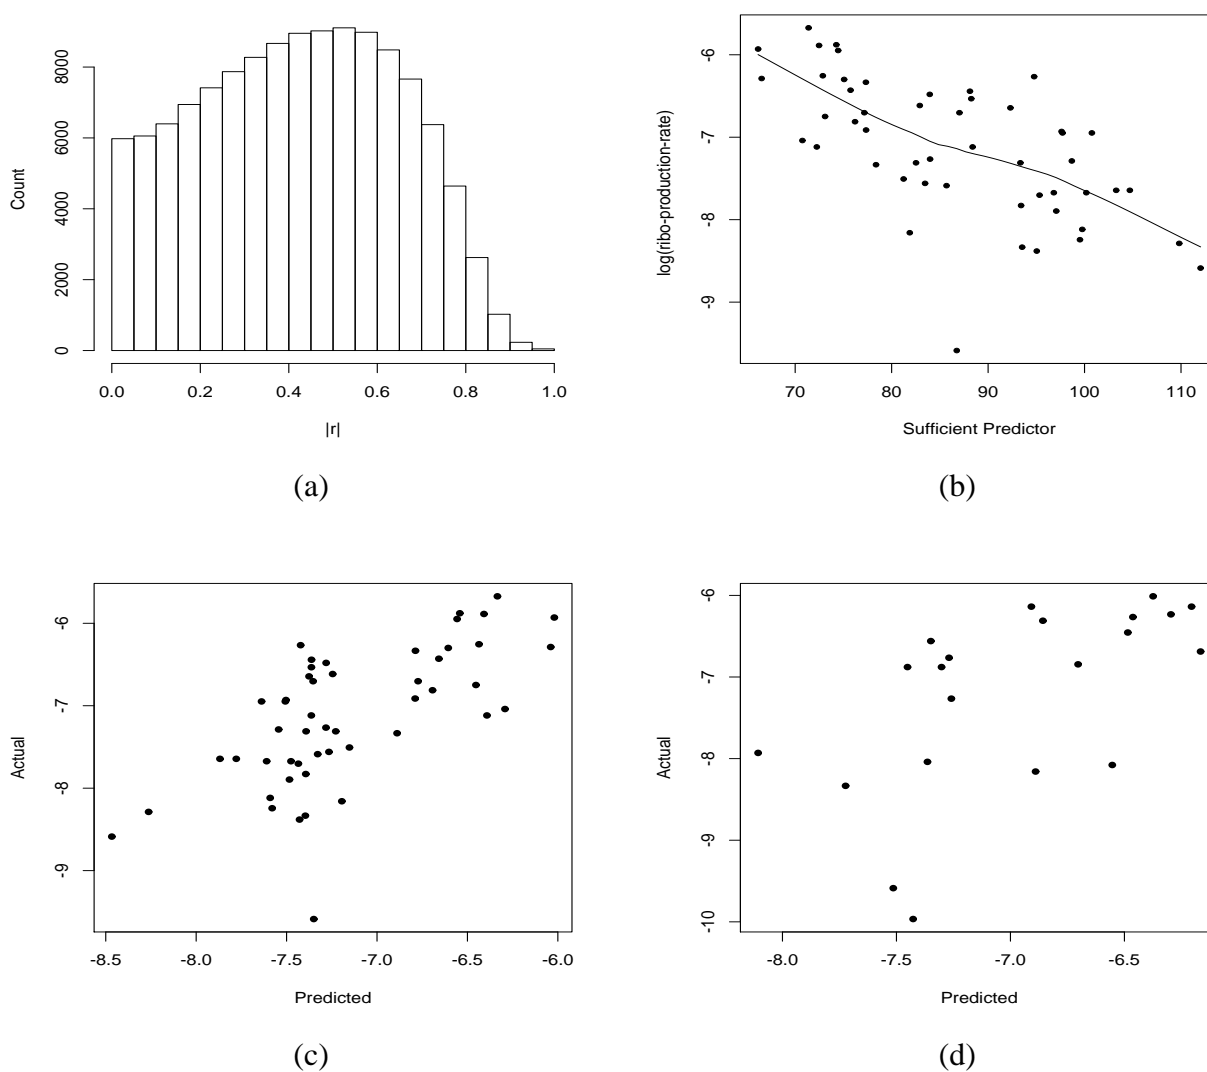 8000
6000
4000
2000
0
Count
0.0 0.2 0.4 0.6 0.8 1.0
|r|
(a)
-6
-7
-8
-9
log(ribo-production-rate)
70 80 90 100 110
Sufficient Predictor
(b)
-6
-7
-8
-9
Actual
-8.5 -8.0 -7.5 -7.0 -6.5 -6.0
Predicted
(c)
-6
-7
-8
-9
-10
Actual
-8.0 -7.5 -7.0 -6.5
Predicted
(d)